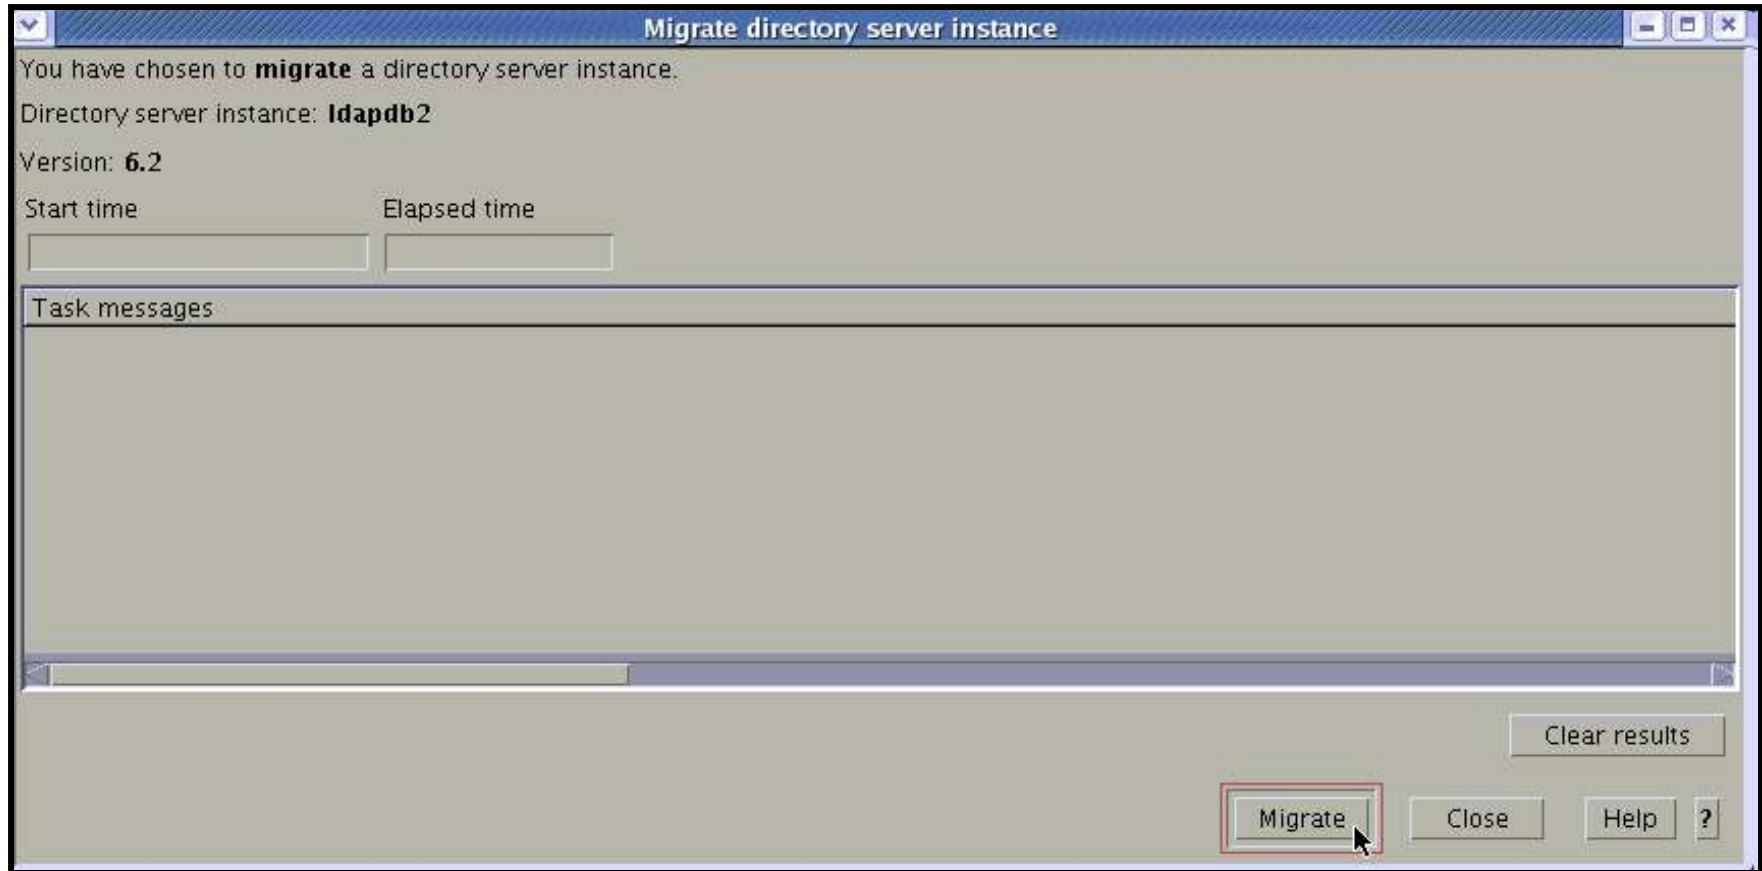 Migrate directory server instance
You have chosen to migrate a directory server instance.
Directory server instance: ldapdb2
Version: 6.2
Start time Elapsed time
Task messages
Clear results
Migrate Close Help ?